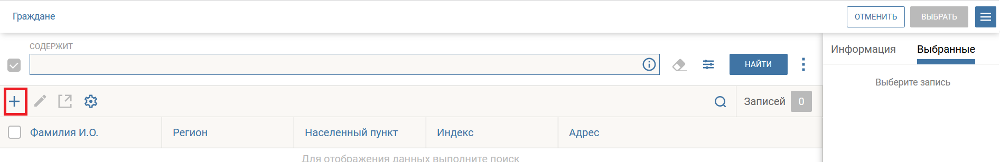 Граждане
ОТМЕНИТЬ
ВЫБРАТЬ
СОДЕРЖИТ
НАЙТИ
Информация
Выбранные
Выберите запись
Записей 0
Фамилия И.О. Регион Населенный пункт Индекс Адрес
Для отображения данных выполните поиск